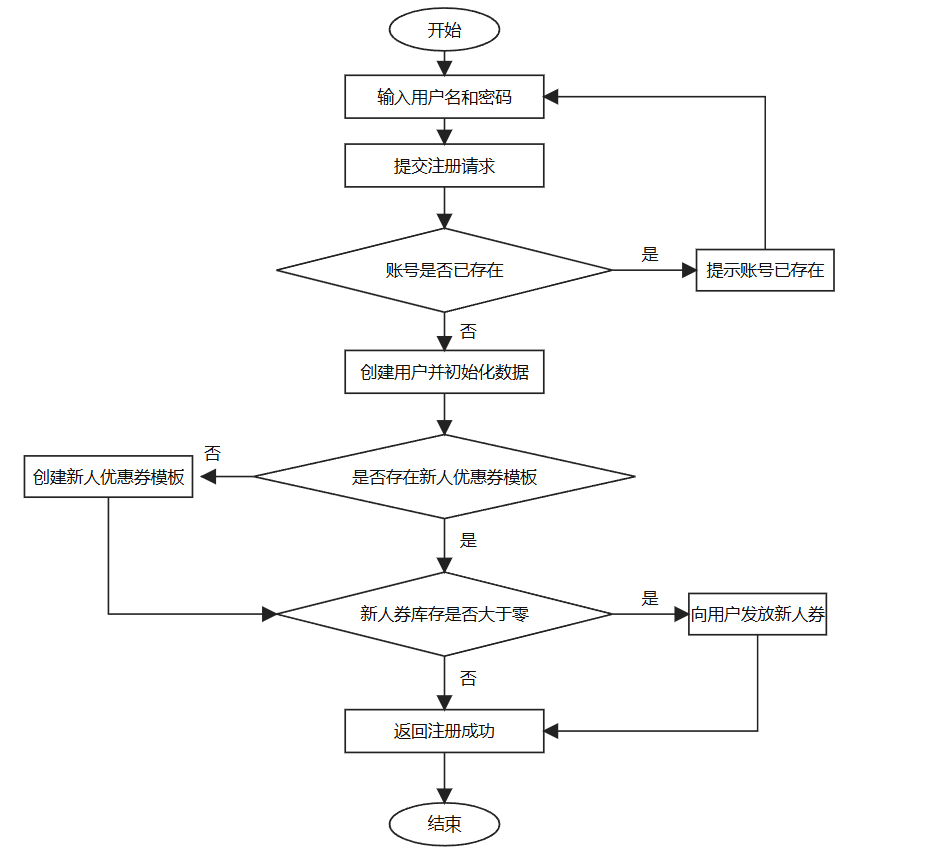 开始
输入用户名和密码
提交注册请求
账号是否已存在
是
提示账号已存在
否
创建用户并初始化数据
是否存在新人优惠券模板
否
创建新人优惠券模板
是
新人券库存是否大于零
是
向用户发放新人券
否
返回注册成功
结束